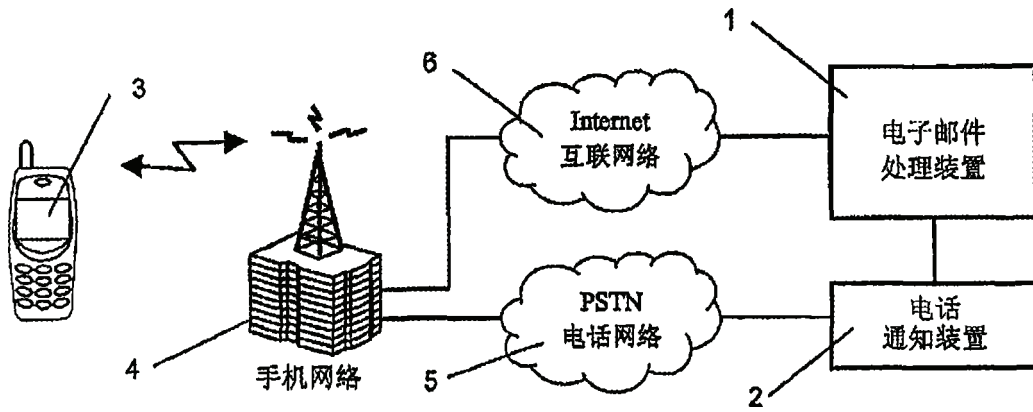 1
6
3
Internet
互联网络
电子邮件
处理装置
PSTN
电话网络
电话
通知装置
4
手机网络
5
2